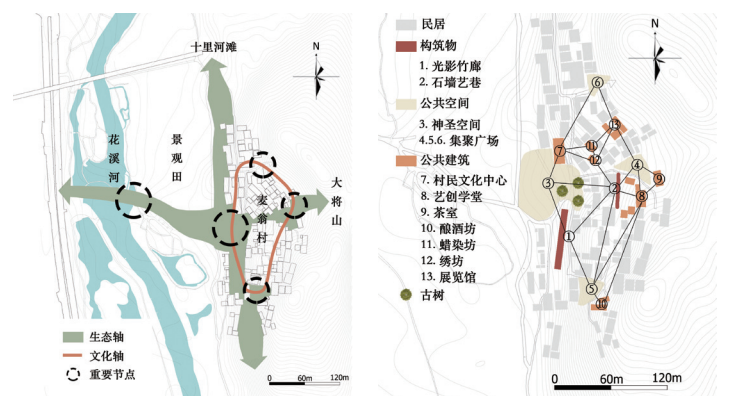 十里河滩
N
花溪河
景观田
麦翁村
大将山
生态轴
文化轴
重要节点
0 60m 120m
民居
构筑物
1. 光影竹廊
2. 石墙艺巷
公共空间
3. 神圣空间
4.5.6. 集聚广场
公共建筑
7. 村民文化中心
8. 艺创学堂
9. 茶室
10. 酿酒坊
11. 蜡染坊
12. 绣坊
13. 展览馆
古树
N
⑥
⑬
⑪
⑦
⑫
④
⑨
③
②
⑧
①
⑤
⑩
0 60m 120m